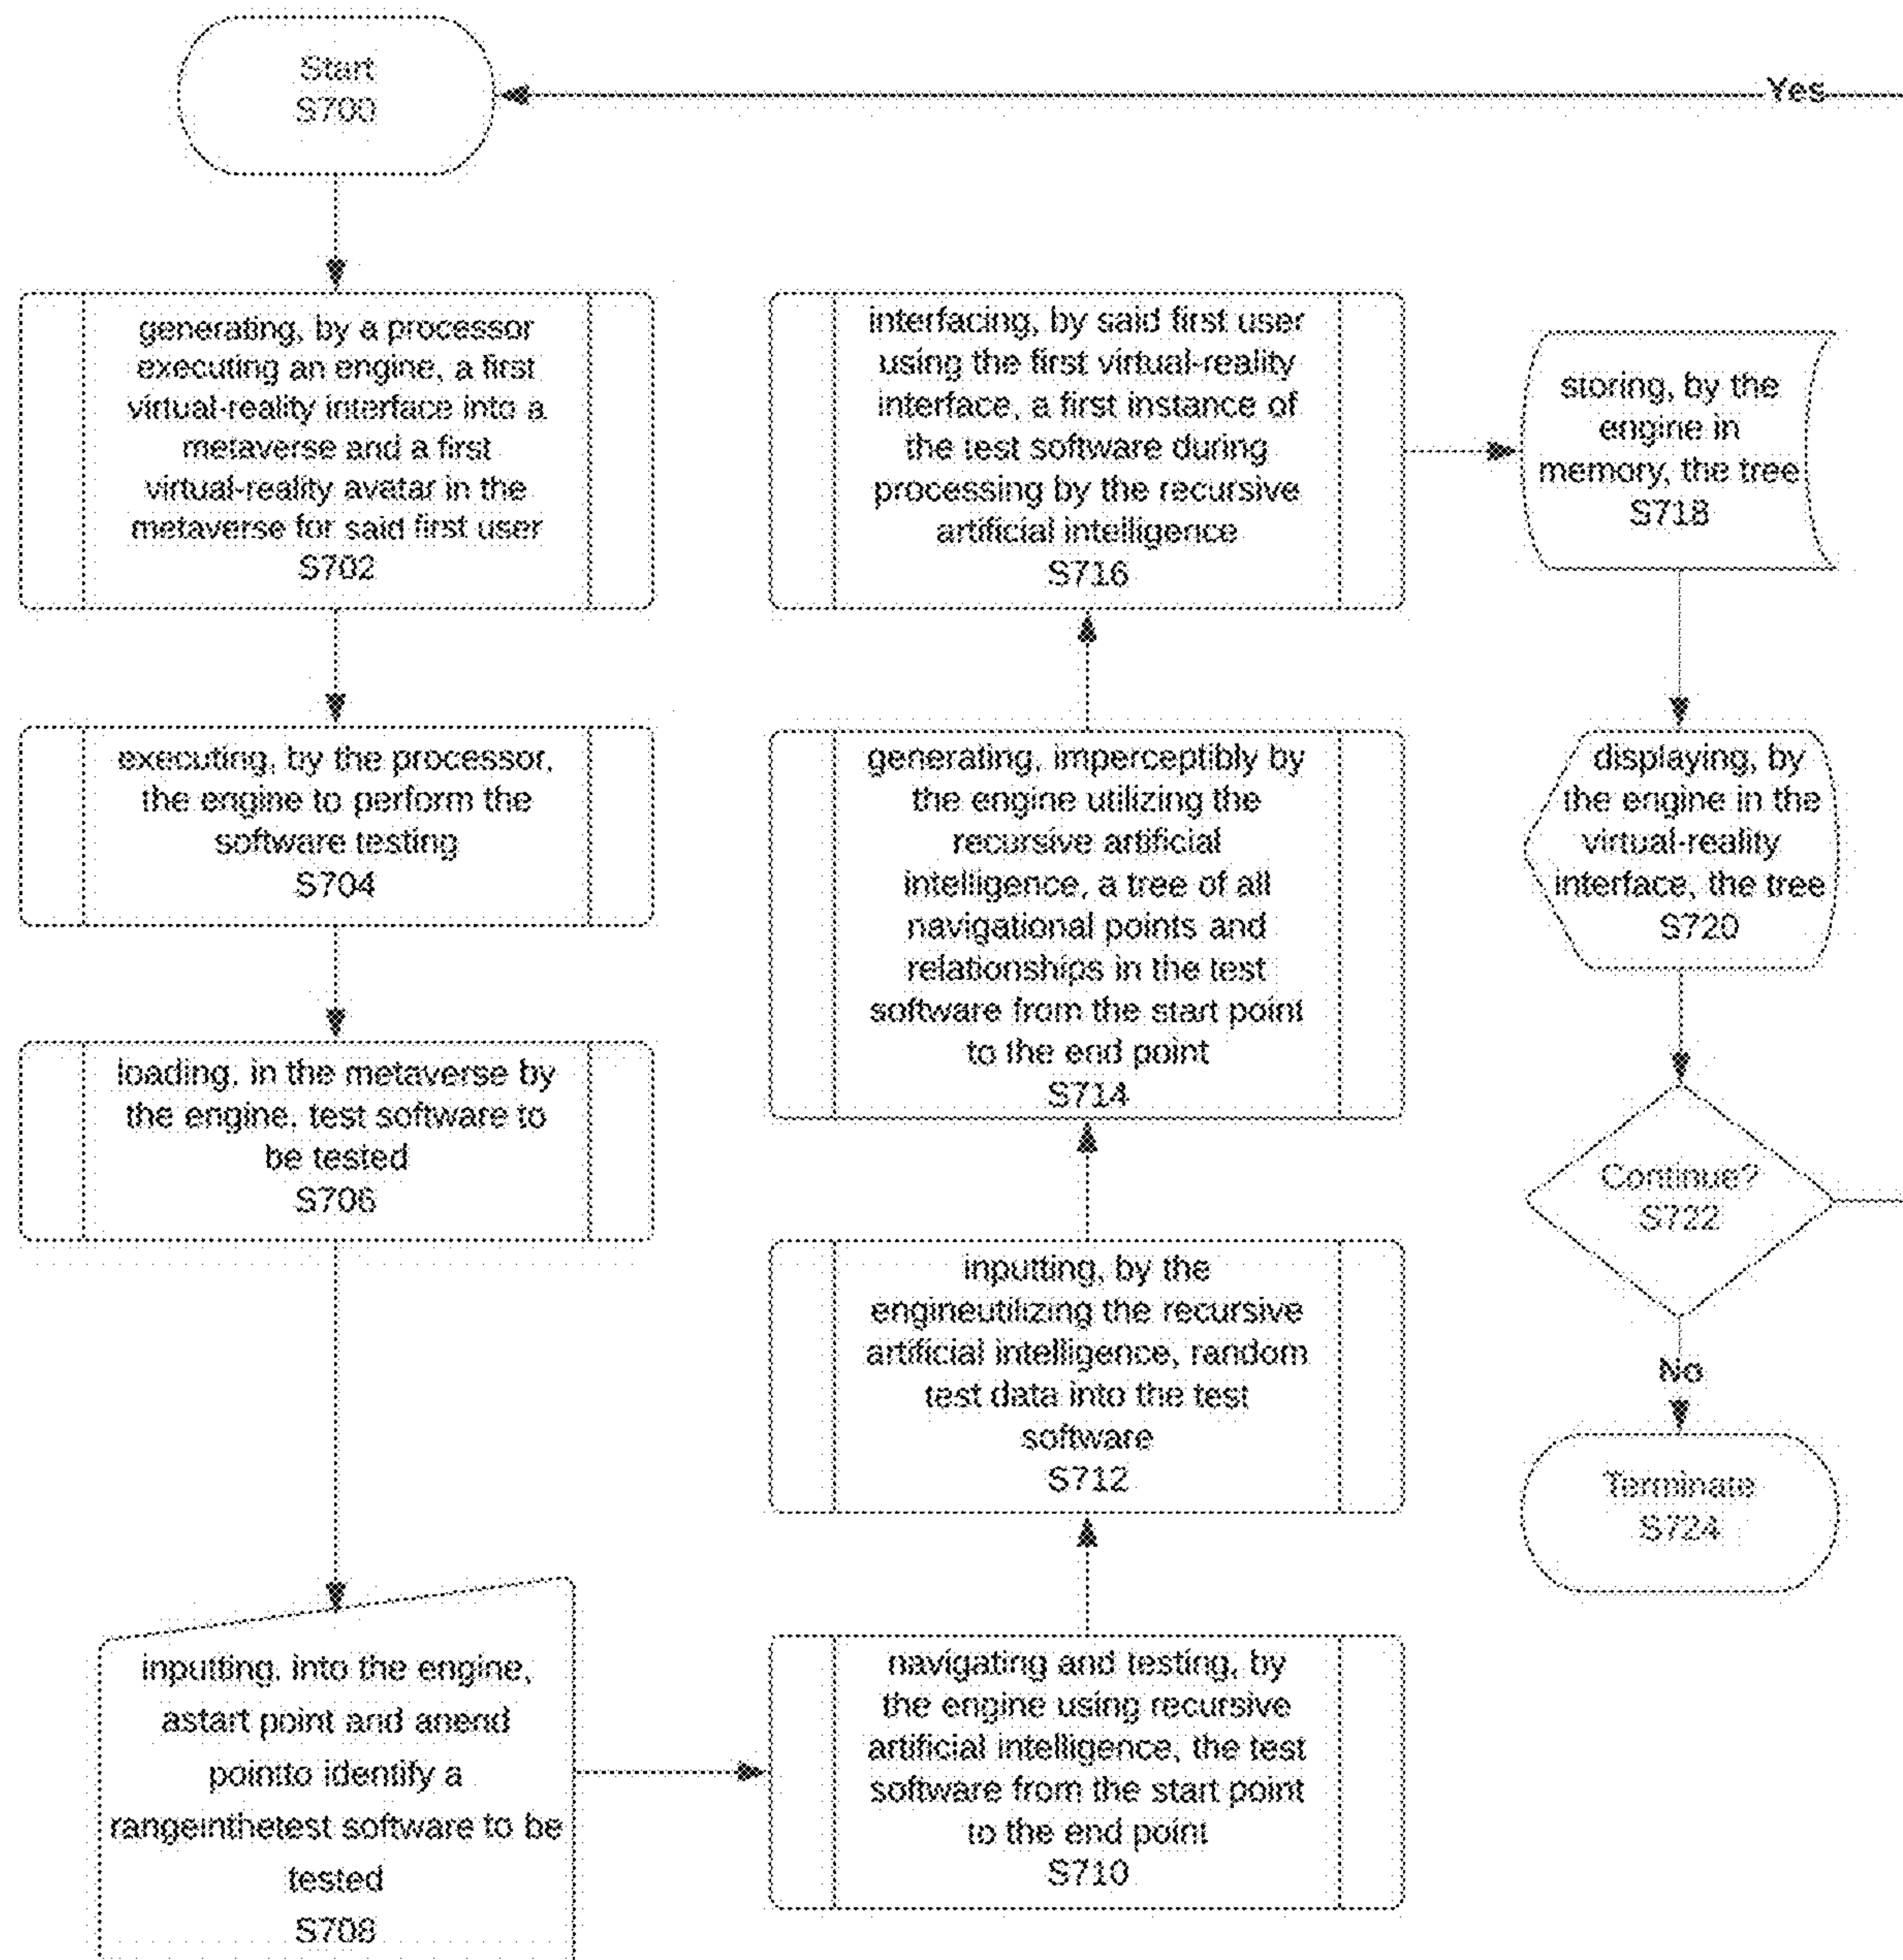 Start
S700
Yes
generating, by a processor
executing an engine, a first
virtual-reality interface into a
metaverse and a first
virtual-reality avatar in the
metaverse for said first user
S702
executing, by the processor,
the engine to perform the
software testing
S704
loading, in the metaverse by
the engine, test software to
be tested
S706
inputting, into the engine,
astart point and anend
pointto identify a
rangeinthetest software to be
tested
S708
navigating and testing, by
the engine using recursive
artificial intelligence, the test
software from the start point
to the end point
S710
inputting, by the
engineutilizing the recursive
artificial intelligence, random
test data into the test
software
S712
generating, imperceptibly by
the engine utilizing the
recursive artificial
intelligence, a tree of all
navigational points and
relationships in the test
software from the start point
to the end point
S714
interfacing, by said first user
using the first virtual-reality
interface, a first instance of
the test software during
processing by the recursive
artificial intelligence
S716
storing, by the
engine in
memory, the tree
S718
displaying, by
the engine in the
virtual-reality
interface, the tree
S720
Continue?
S722
No
Terminate
S724